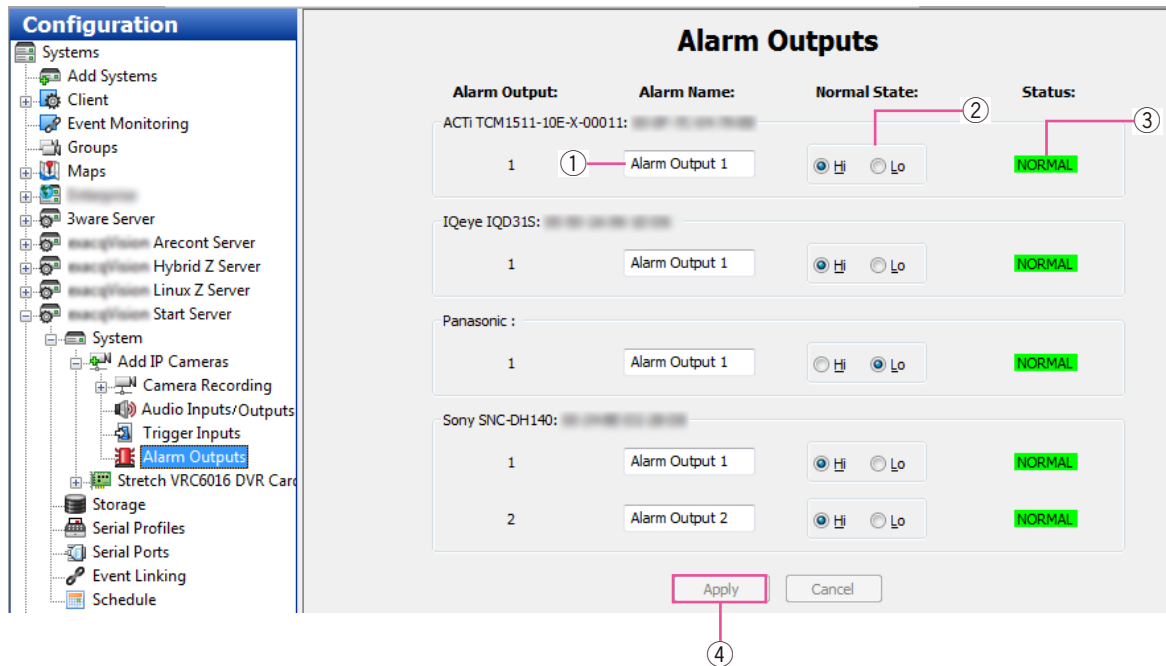 Configuration
Systems
Add Systems
Client
Event Monitoring
Groups
Maps
3ware Server
Arecont Server
Hybrid Z Server
Linux Z Server
Start Server
System
Add IP Cameras
Camera Recording
Audio Inputs/Outputs
Trigger Inputs
Alarm Outputs
Stretch VRC6016 DVR Card
Storage
Serial Profiles
Serial Ports
Event Linking
Schedule
Alarm Outputs
Alarm Output: Alarm Name: Normal State: Status:
② ③
ACTi TCM1511-10E-X-00011:
1 ① Alarm Output 1 Hi Lo NORMAL
IQeye IQD31S:
1 Alarm Output 1 Hi Lo NORMAL
Panasonic :
1 Alarm Output 1 Hi Lo NORMAL
Sony SNC-DH140:
1 Alarm Output 1 Hi Lo NORMAL
2 Alarm Output 2 Hi Lo NORMAL
Apply Cancel
④